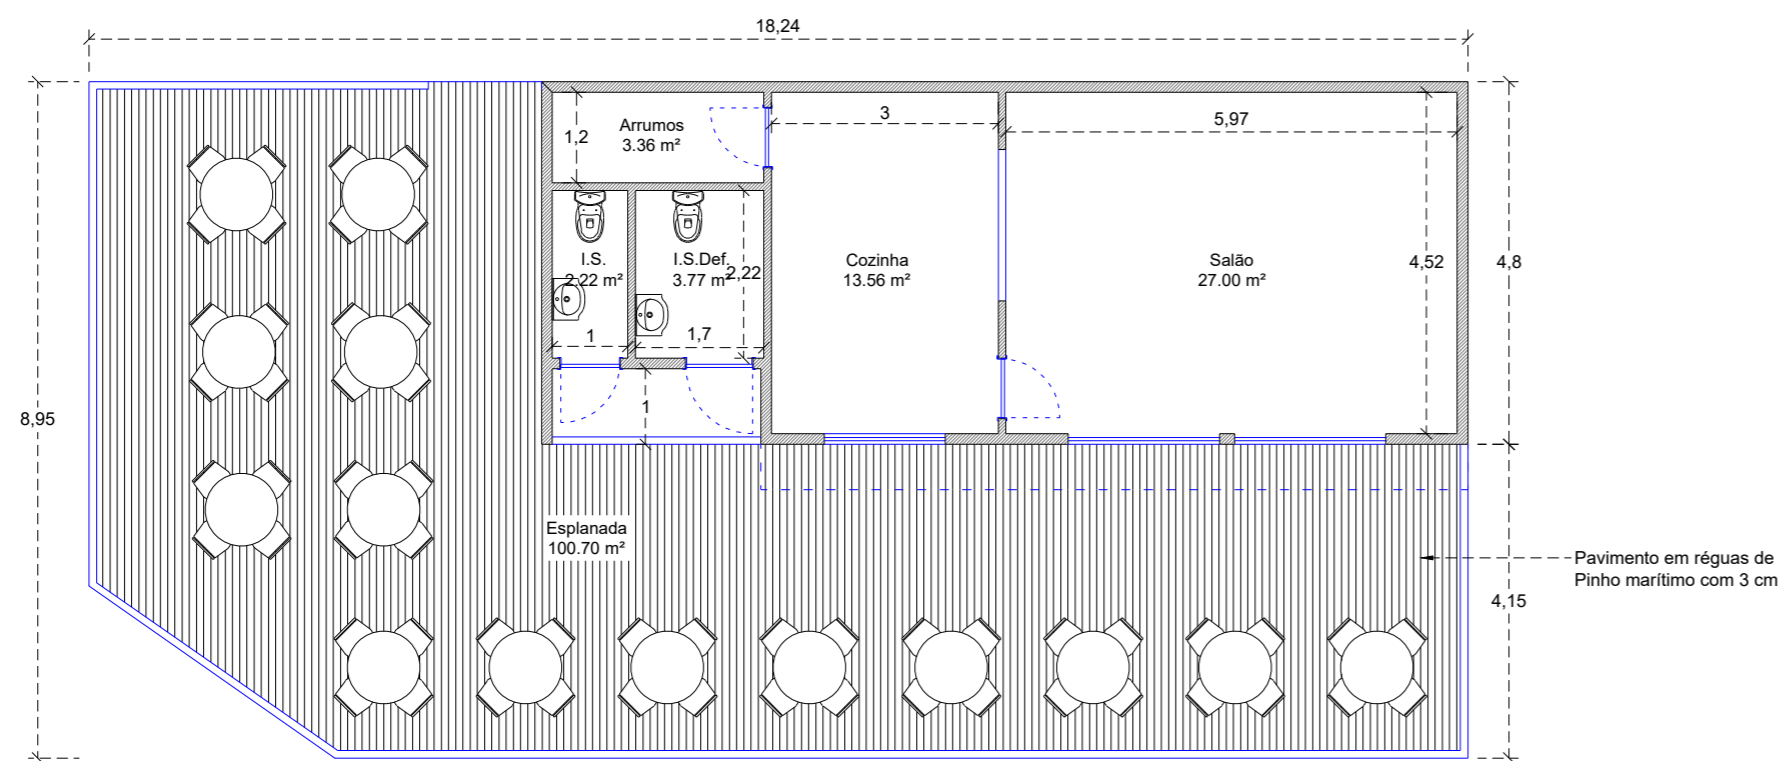 18,24
3
5,97
1,2
Arrumos
3.36 m²
I.S.
2.22 m²
I.S.Def.
3.77 m²
2,22
Cozinha
13.56 m²
Salão
27.00 m²
4,52
4,8
1
1,7
1
8,95
Esplanada
100.70 m²
Pavimento em réguas de
Pinho marítimo com 3 cm
4,15